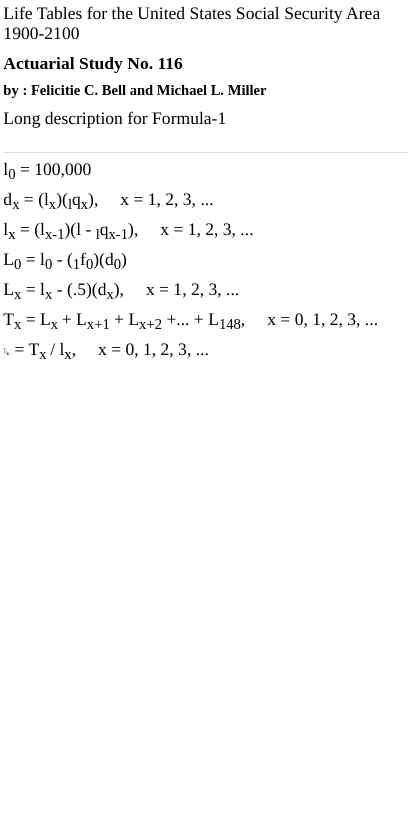 Life Tables for the United States Social Security Area
1900-2100
Actuarial Study No. 116
by : Felicitie C. Bell and Michael L. Miller
Long description for Formula-1
l0 = 100,000
dx = (lx)(lqx), x = 1, 2, 3, ...
lx = (lx-1)(l - lqx-1), x = 1, 2, 3, ...
L0 = l0 - (1f0)(d0)
Lx = lx - (.5)(dx), x = 1, 2, 3, ...
Tx = Lx + Lx+1 + Lx+2 +... + L148, x = 0, 1, 2, 3, ...
= Tx / lx, x = 0, 1, 2, 3, ...